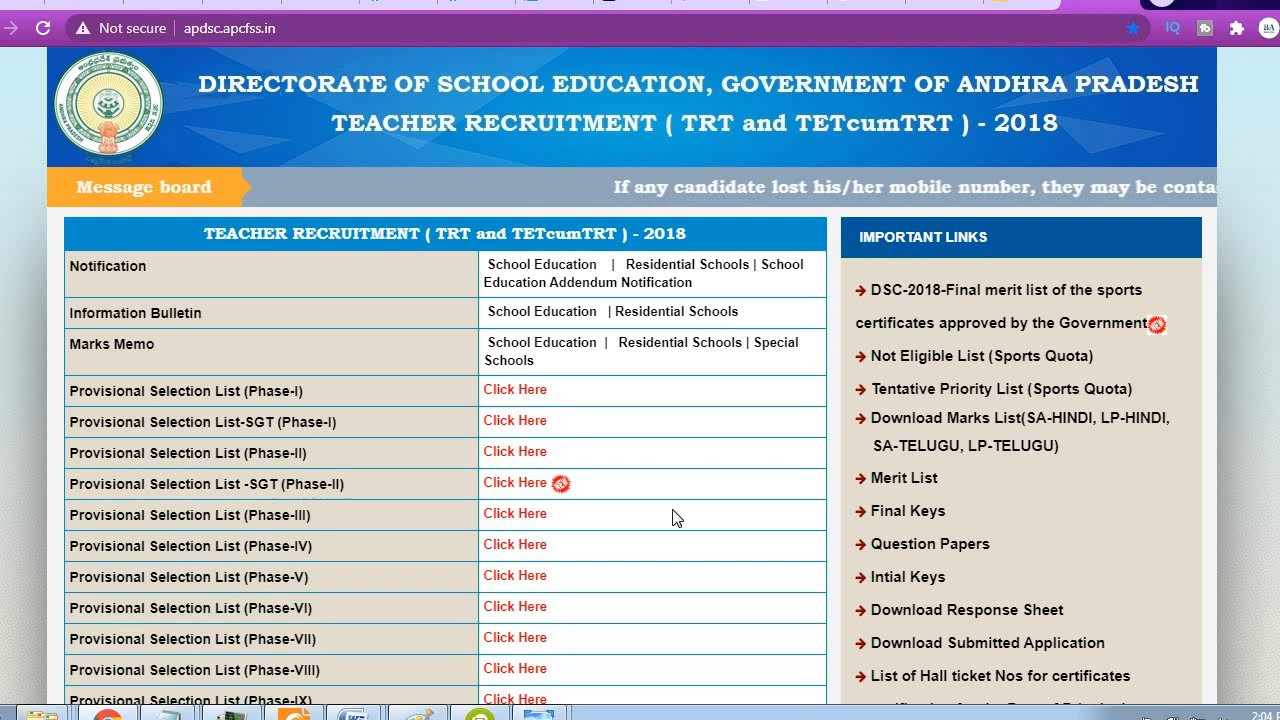 Not secure
apdsc.apcfss.in
DIRECTORATE OF SCHOOL EDUCATION, GOVERNMENT OF ANDHRA PRADESH
TEACHER RECRUITMENT ( TRT and TETcumTRT ) - 2018
Message board
If any candidate lost his/her mobile number, they may be conta
TEACHER RECRUITMENT ( TRT and TETcumTRT ) - 2018
Notification
School Education | Residential Schools | School
Education Addendum Notification
Information Bulletin
School Education | Residential Schools
Marks Memo
School Education | Residential Schools | Special
Schools
Provisional Selection List (Phase-I)
Click Here
Provisional Selection List-SGT (Phase-I)
Click Here
Provisional Selection List (Phase-II)
Click Here
Provisional Selection List -SGT (Phase-II)
Click Here
Provisional Selection List (Phase-III)
Click Here
Provisional Selection List (Phase-IV)
Click Here
Provisional Selection List (Phase-V)
Click Here
Provisional Selection List (Phase-VI)
Click Here
Provisional Selection List (Phase-VII)
Click Here
Provisional Selection List (Phase-VIII)
Click Here
Provisional Selection List (Phase-IX)
Click Here
IMPORTANT LINKS
DSC-2018-Final merit list of the sports
certificates approved by the Government
Not Eligible List (Sports Quota)
Tentative Priority List (Sports Quota)
Download Marks List(SA-HINDI, LP-HINDI,
SA-TELUGU, LP-TELUGU)
Merit List
Final Keys
Question Papers
Intial Keys
Download Response Sheet
Download Submitted Application
List of Hall ticket Nos for certificates
2:04